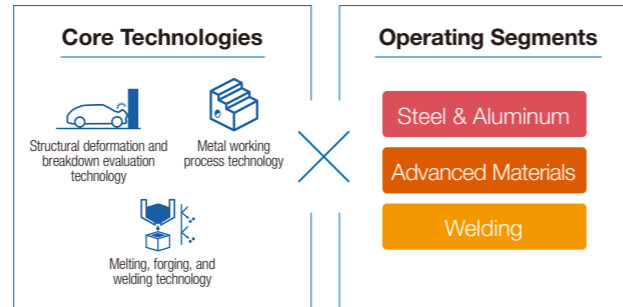 Core Technologies
Structural deformation and
breakdown evaluation
technology
Metal working
process technology
Melting, forging, and
welding technology
Operating Segments
Steel & Aluminum
Advanced Materials
Welding